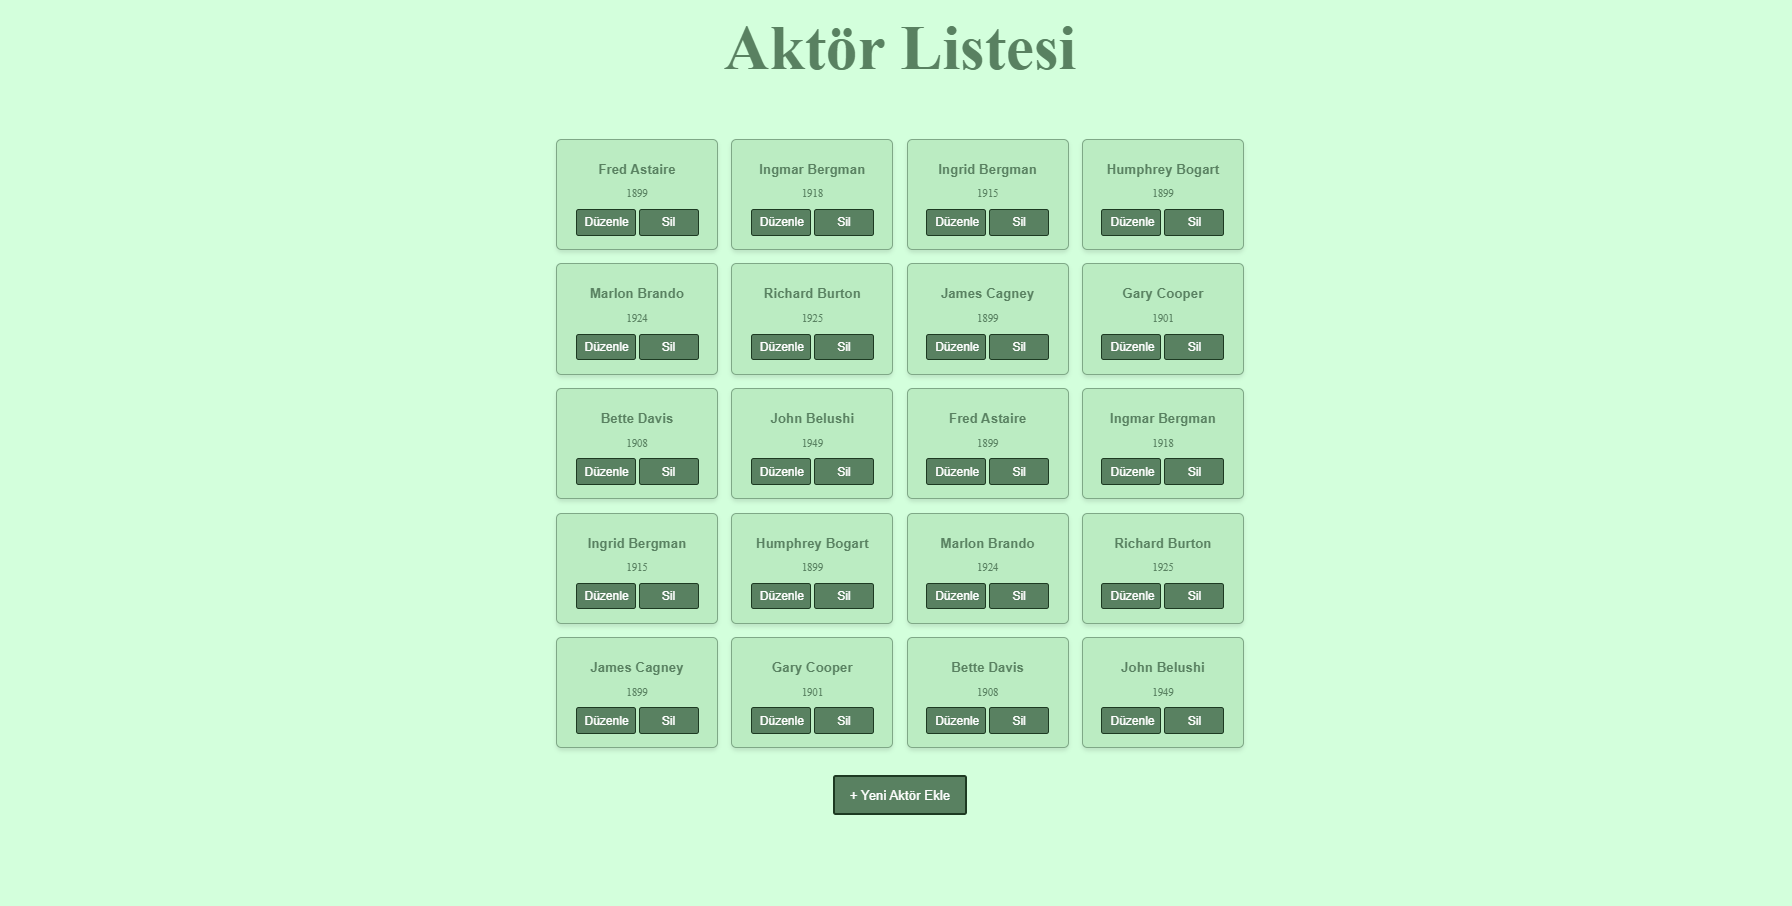 Aktör Listesi
Fred Astaire
1899
Düzenle Sil
Ingmar Bergman
1918
Düzenle Sil
Ingrid Bergman
1915
Düzenle Sil
Humphrey Bogart
1899
Düzenle Sil
Marlon Brando
1924
Düzenle Sil
Richard Burton
1925
Düzenle Sil
James Cagney
1899
Düzenle Sil
Gary Cooper
1901
Düzenle Sil
Bette Davis
1908
Düzenle Sil
John Belushi
1949
Düzenle Sil
Fred Astaire
1899
Düzenle Sil
Ingmar Bergman
1918
Düzenle Sil
Ingrid Bergman
1915
Düzenle Sil
Humphrey Bogart
1899
Düzenle Sil
Marlon Brando
1924
Düzenle Sil
Richard Burton
1925
Düzenle Sil
James Cagney
1899
Düzenle Sil
Gary Cooper
1901
Düzenle Sil
Bette Davis
1908
Düzenle Sil
John Belushi
1949
Düzenle Sil
+ Yeni Aktör Ekle